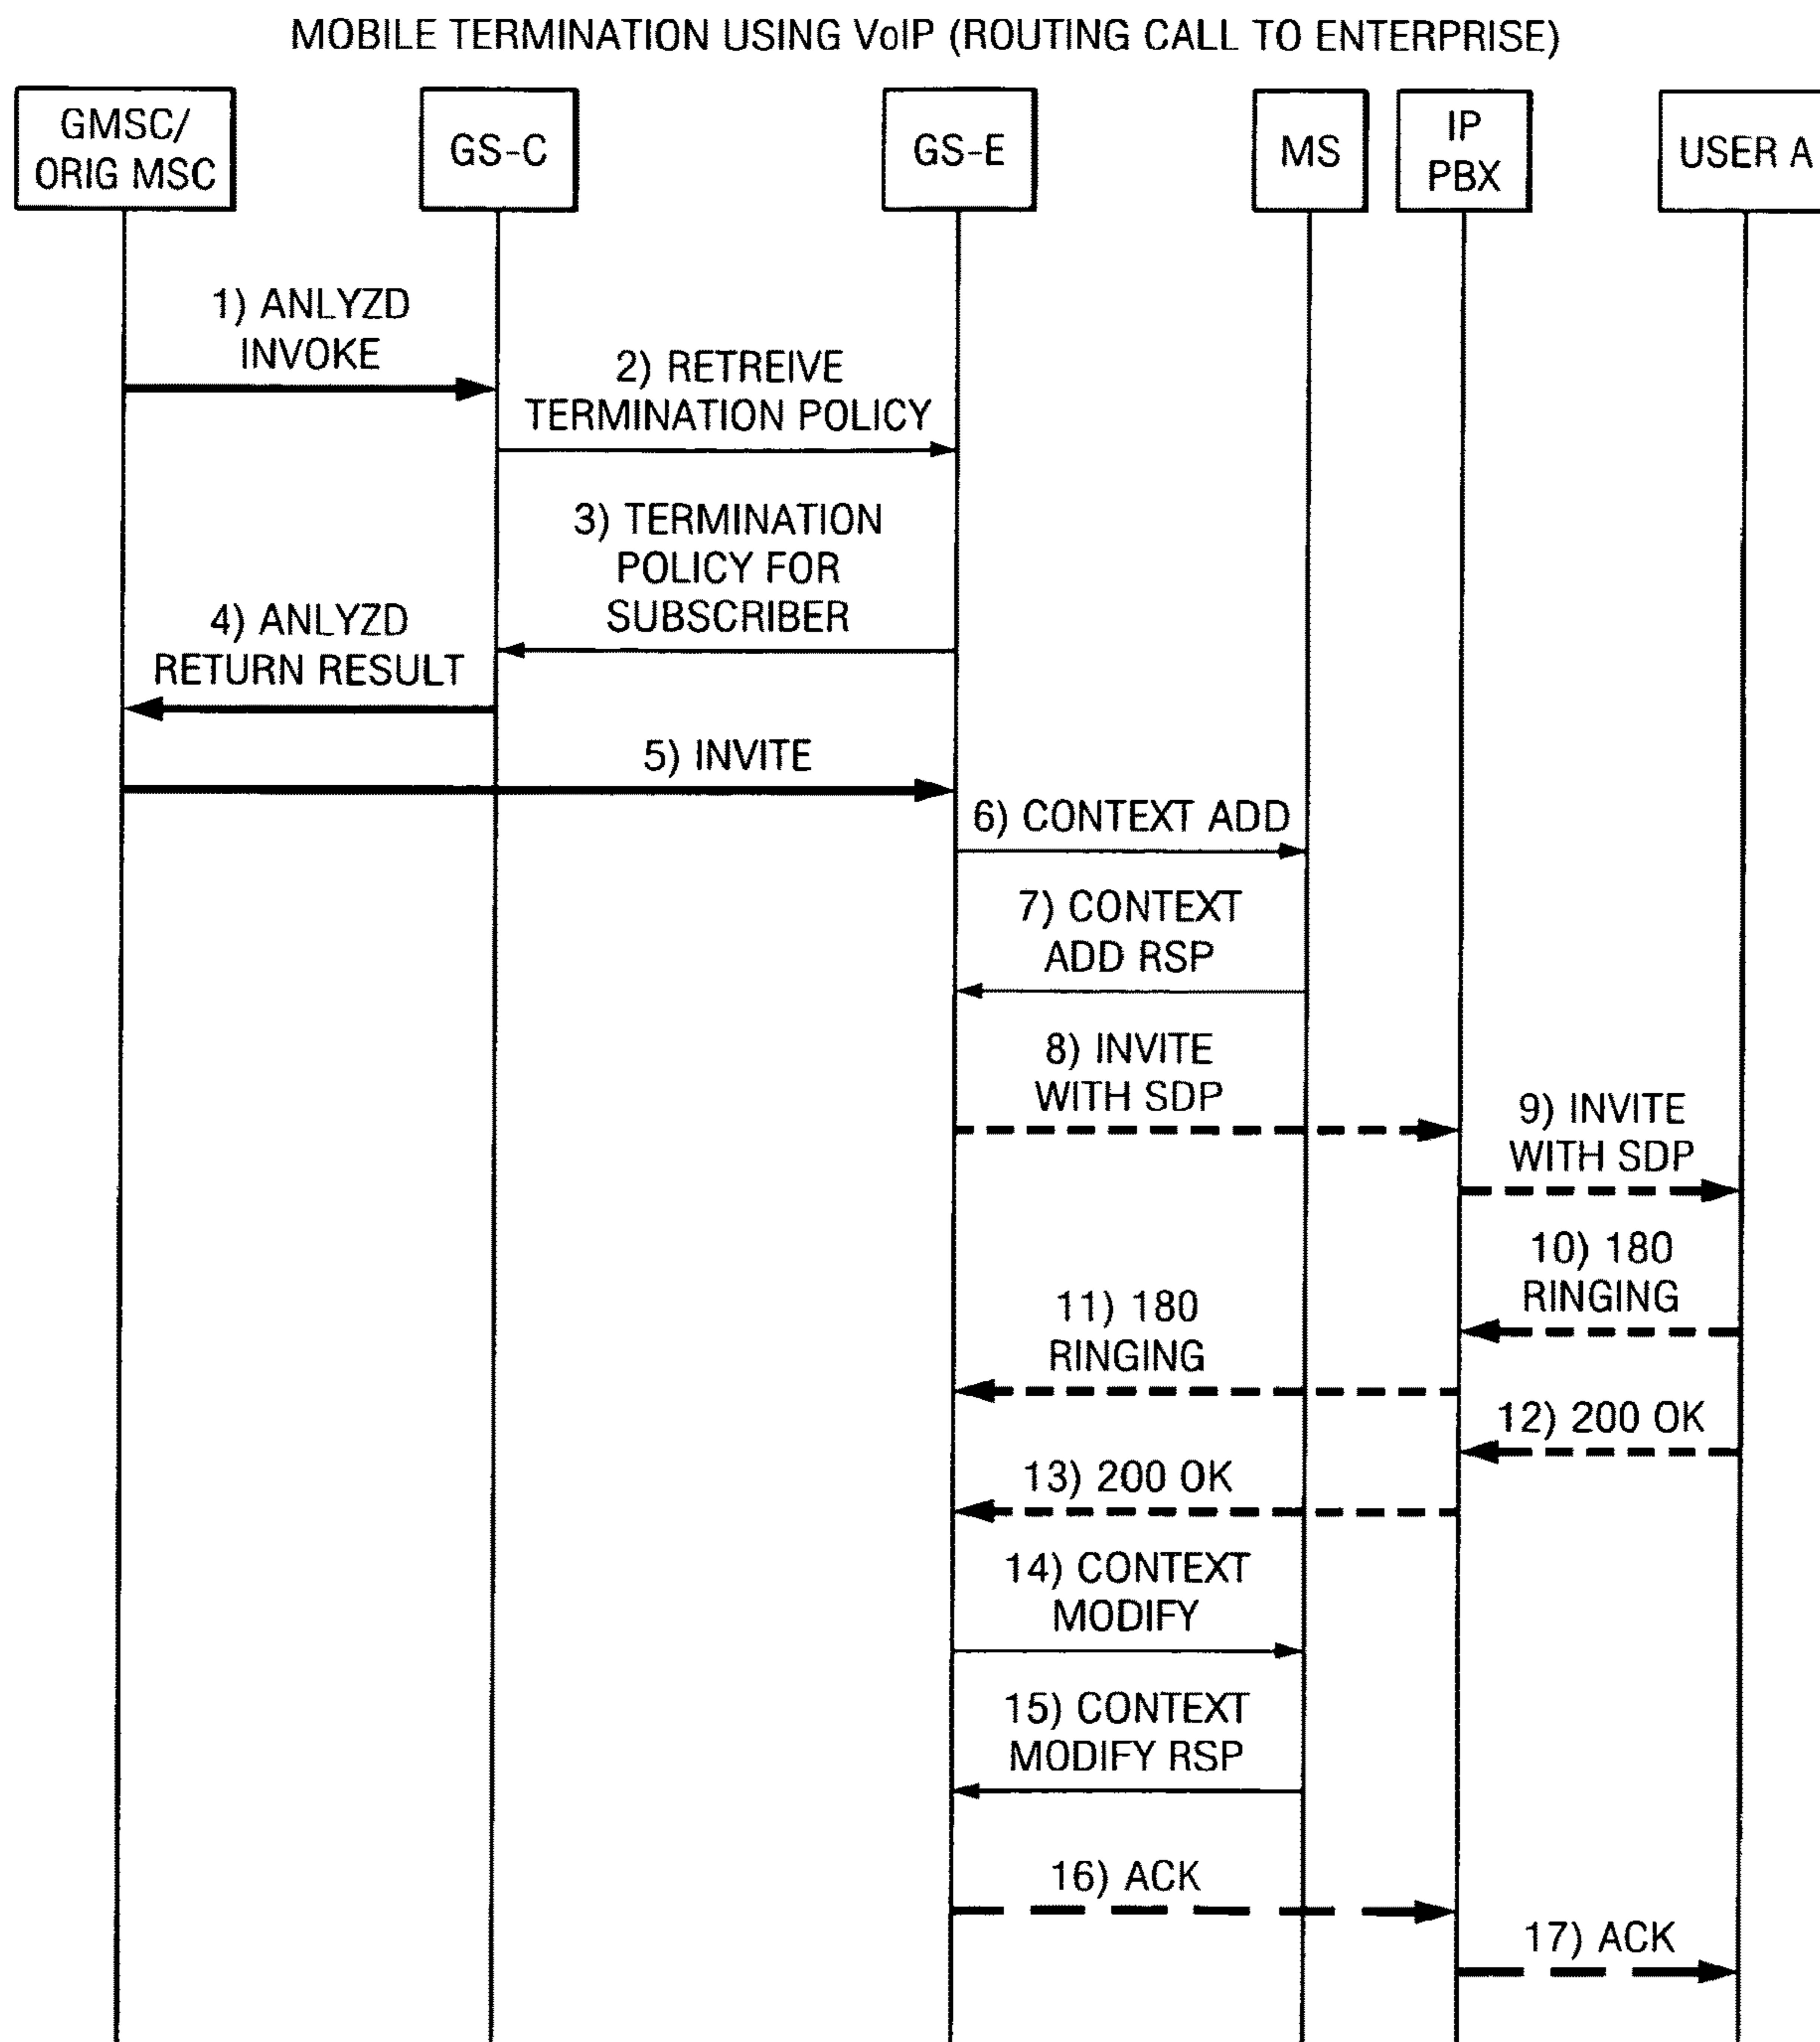 MOBILE TERMINATION USING VoIP (ROUTING CALL TO ENTERPRISE)
GMSC/
ORIG MSC
GS-C
GS-E
MS
IP
PBX
USER A
1) ANLYZD
INVOKE
2) RETREIVE
TERMINATION POLICY
3) TERMINATION
POLICY FOR
SUBSCRIBER
4) ANLYZD
RETURN RESULT
5) INVITE
6) CONTEXT ADD
7) CONTEXT
ADD RSP
8) INVITE
WITH SDP
9) INVITE
WITH SDP
10) 180
RINGING
11) 180
RINGING
12) 200 OK
13) 200 OK
14) CONTEXT
MODIFY
15) CONTEXT
MODIFY RSP
16) ACK
17) ACK